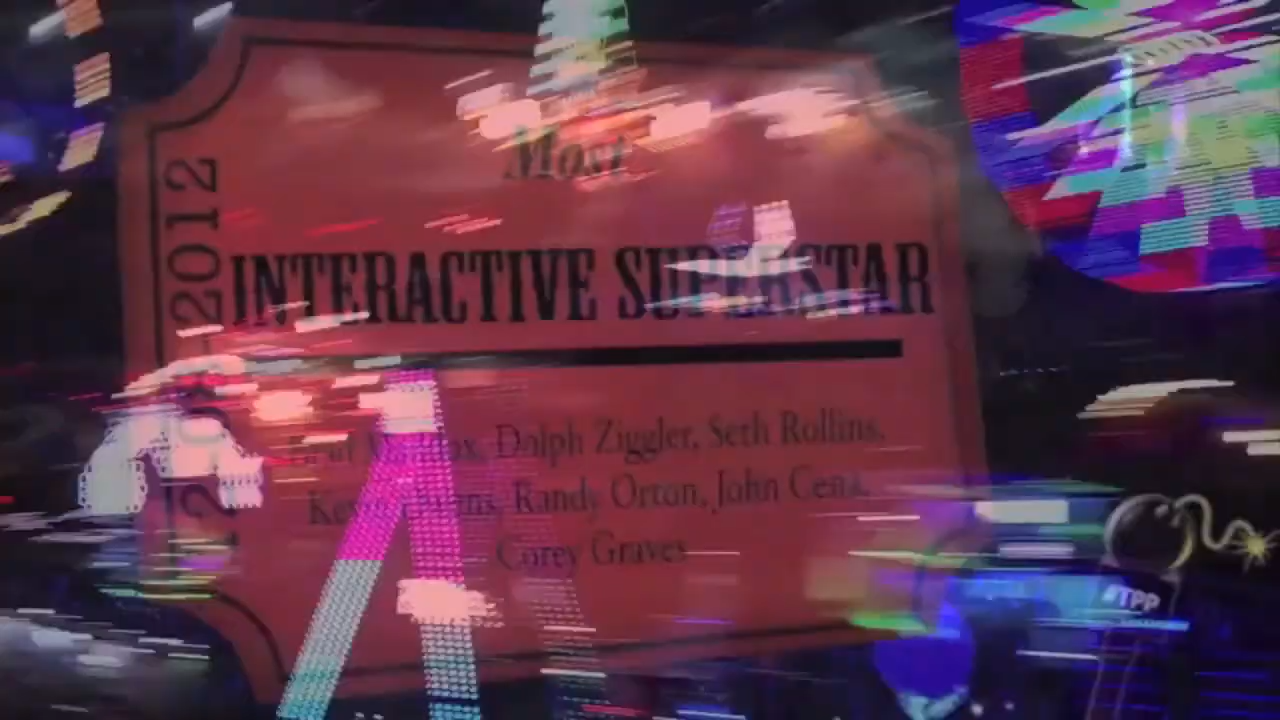 Most
INTERACTIVE SUPERSTAR
2012
Dolph Ziggler, Seth Rollins,
Randy Orton, John Cena,
Corey Graves
#TPP